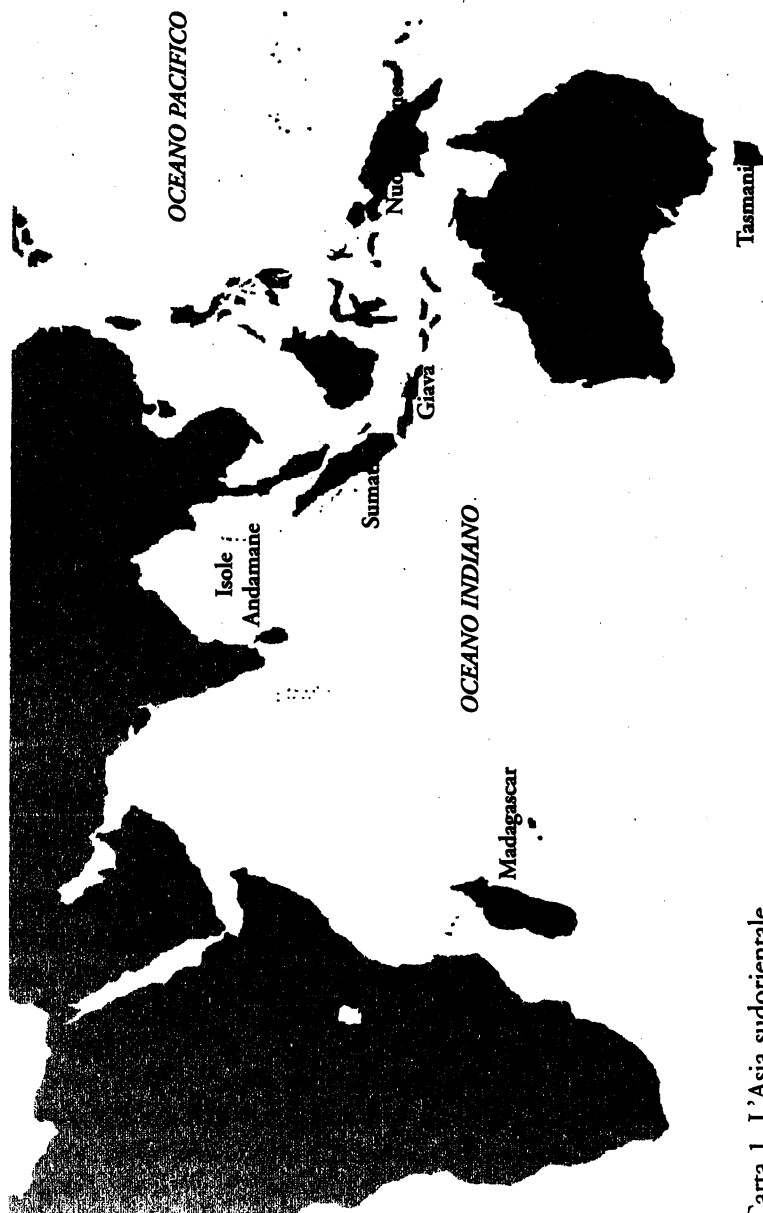 OCEANO PACIFICO
Tasmani
Giava
Isole
Andamane
OCEANO INDIANO
Madagascar
Carta 1. L'Asia sudorientale